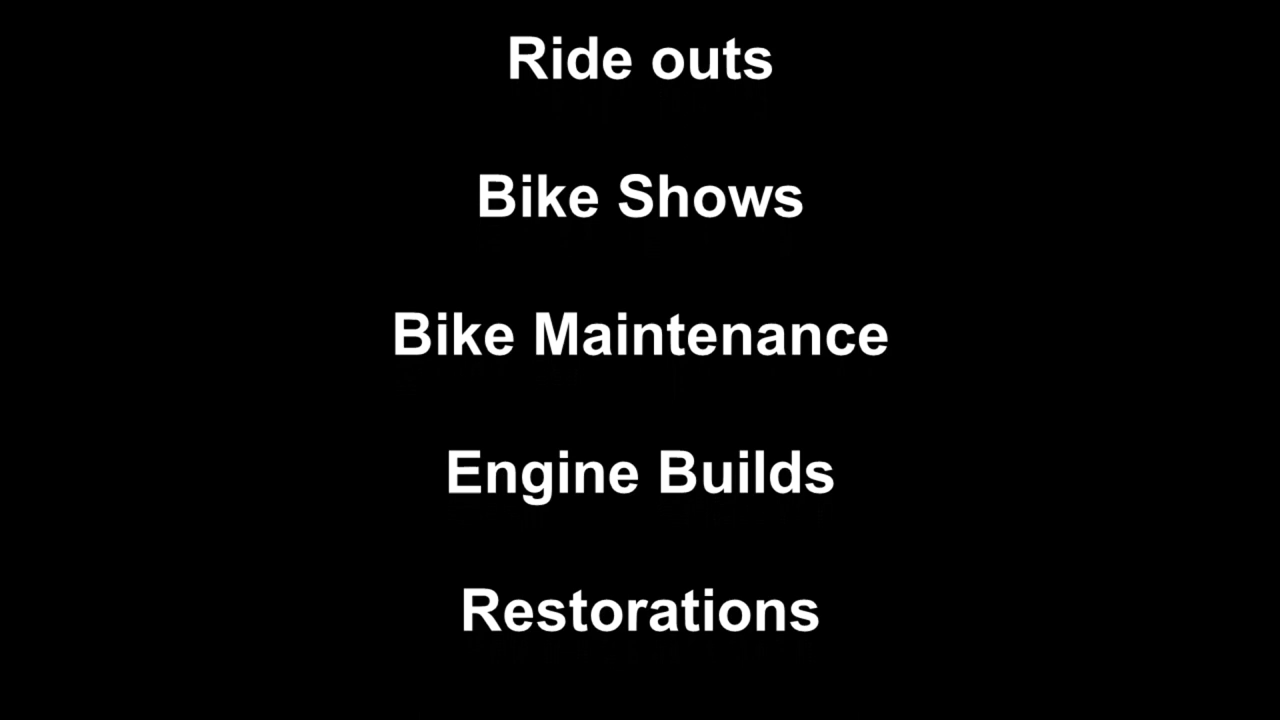 Ride outs
Bike Shows
Bike Maintenance
Engine Builds
Restorations